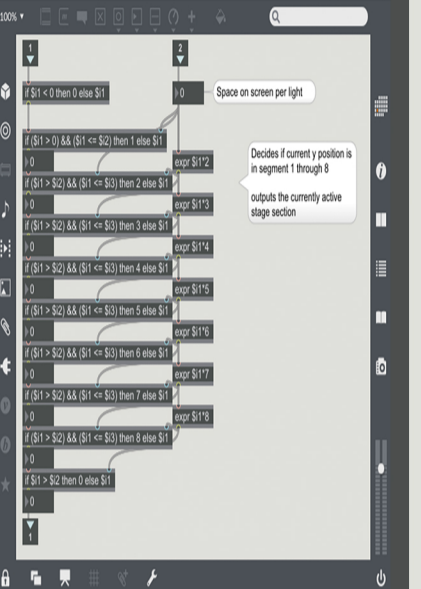 100%
1
2
if $i1 < 0 then 0 else $i1
0
Space on screen per light
if ($i1 > 0) && ($i1 <= $i2) then 1 else $i1
Decides if current y position is
in segment 1 through 8
outputs the currently active
stage section
0
expr $i1*2
if ($i1 > $i2) && ($i1 <= $i3) then 2 else $i1
0
expr $i1*3
if ($i1 > $i2) && ($i1 <= $i3) then 3 else $i1
0
expr $i1*4
if ($i1 > $i2) && ($i1 <= $i3) then 4 else $i1
0
expr $i1*5
if ($i1 > $i2) && ($i1 <= $i3) then 5 else $i1
0
expr $i1*6
if ($i1 > $i2) && ($i1 <= $i3) then 6 else $i1
0
expr $i1*7
if ($i1 > $i2) && ($i1 <= $i3) then 7 else $i1
0
expr $i1*8
if ($i1 > $i2) && ($i1 <= $i3) then 8 else $i1
0
if $i1 > $i2 then 0 else $i1
0
1